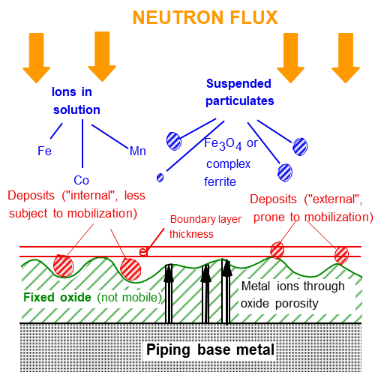 NEUTRON FLUX
Ions in
solution
Suspended
particulates
Fe
Mn
Co
Fe3O4 or
complex
ferrite
Deposits ("internal", less
subject to mobilization)
Deposits ("external",
prone to mobilization)
Boundary layer
thickness
Fixed oxide (not mobile)
Metal ions through
oxide porosity
Piping base metal